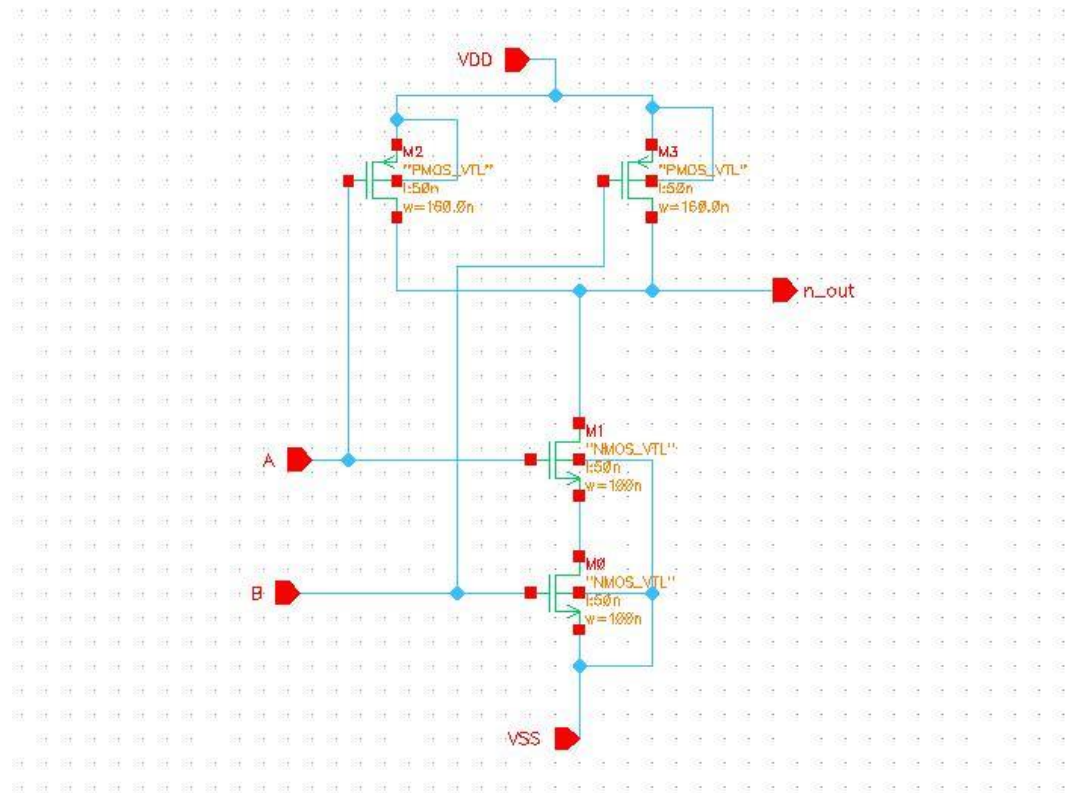 VDD
M2
"PMOS_VTL"
l:50n
w=160.0n
M3
"PMOS_VTL"
l:50n
w=160.0n
n_out
M1
"NMOS_VTL"
l:50n
w=100n
A
M0
"NMOS_VTL"
l:50n
w=100n
B
VSS